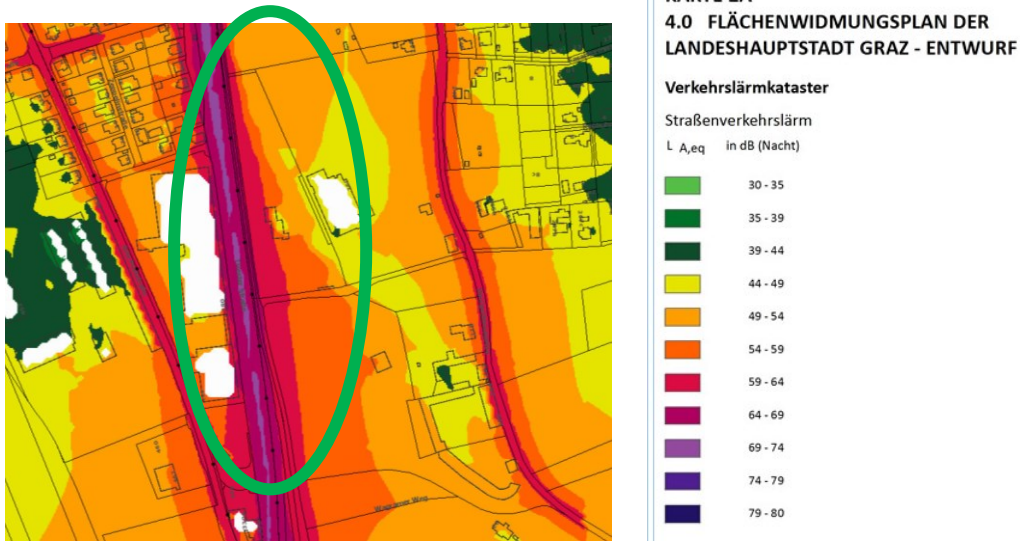 4.0 FLÄCHENWIDMUNGSPLAN DER
LANDESHAUPTSTADT GRAZ - ENTWURF
Verkehrslärmkataster
Straßenverkehrslärm
L A,eq in dB (Nacht)
30 - 35
35 - 39
39 - 44
44 - 49
49 - 54
54 - 59
59 - 64
64 - 69
69 - 74
74 - 79
79 - 80